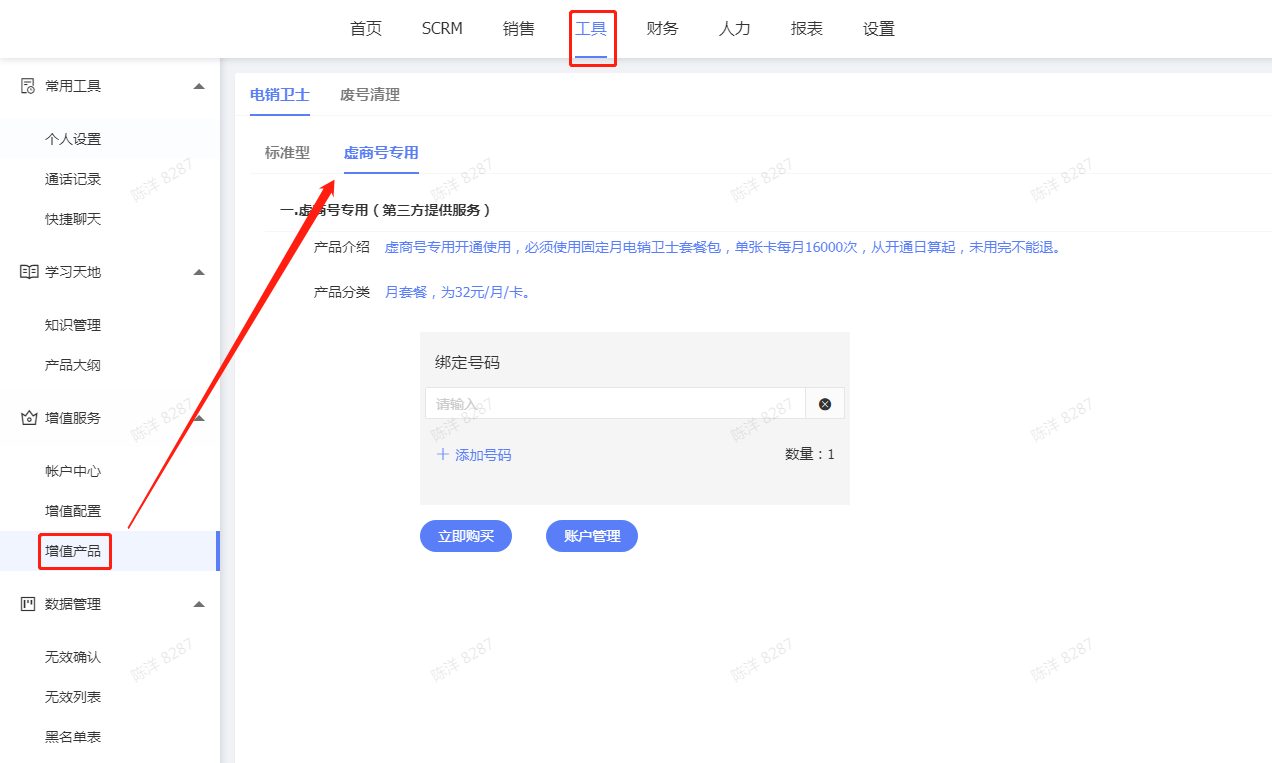 首页 SCRM 销售 工具 财务 人力 报表 设置
常用工具
个人设置
通话记录
快捷聊天
学习天地
知识管理
产品大纲
增值服务
帐户中心
增值配置
增值产品
数据管理
无效确认
无效列表
黑名单表
电销卫士 废号清理
标准型 虚商号专用
一.虚商号专用（第三方提供服务）
产品介绍 虚商号专用开通使用，必须使用固定月电销卫士套餐包，单张卡每月16000次，从开通日算起，未用完不能退。
产品分类 月套餐，为32元/月/卡。
绑定号码
请输入
添加号码 数量：1
立即购买 账户管理
陈洋 8287
陈洋 8287
陈洋 8287
陈洋 8287
陈洋 8287
陈洋 8287
陈洋 8287
陈洋 8287
陈洋 8287
陈洋 8287
陈洋 8287
陈洋 8287